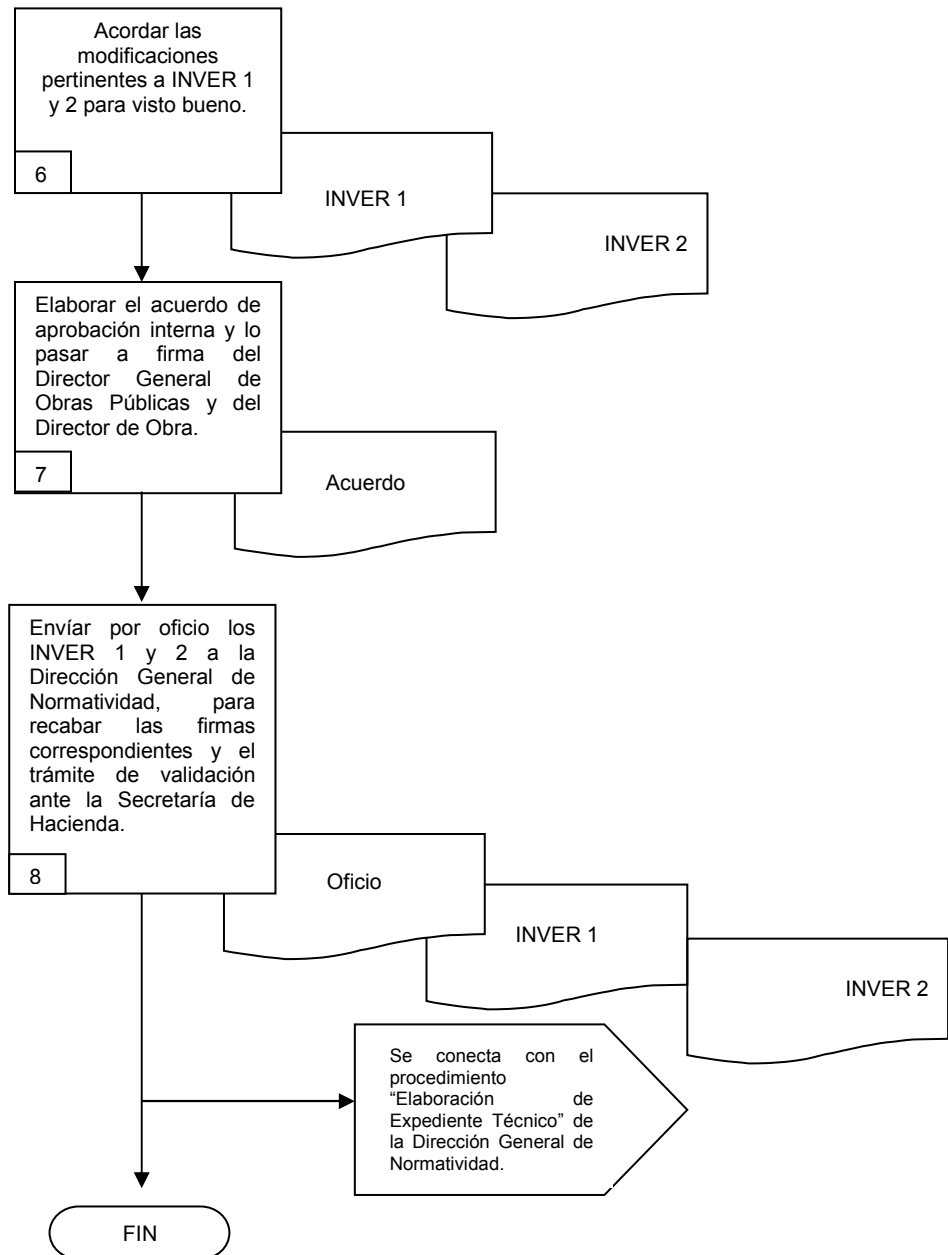 Acordar las
modificaciones
pertinentes a INVER 1
y 2 para visto bueno.
6
INVER 1
INVER 2
Elaborar el acuerdo de
aprobación interna y lo
pasar a firma del
Director General de
Obras Públicas y del
Director de Obra.
7
Acuerdo
Envíar por oficio los
INVER 1 y 2 a la
Dirección General de
Normatividad, para
recabar las firmas
correspondientes y el
trámite de validación
ante la Secretaría de
Hacienda.
8
Oficio
INVER 1
INVER 2
Se conecta con el
procedimiento
“Elaboración de
Expediente Técnico” de
la Dirección General de
Normatividad.
FIN